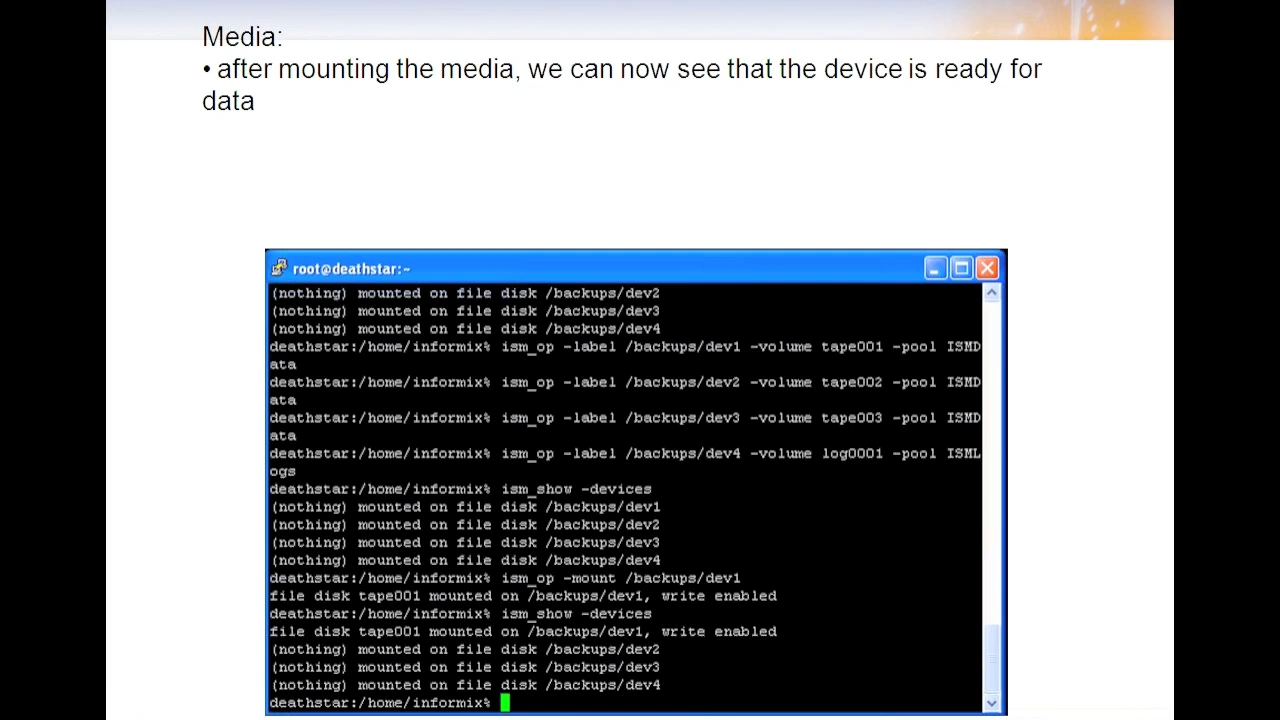 Media:
• after mounting the media, we can now see that the device is ready for
data
root@deathstar:~
(nothing) mounted on file disk /backups/dev2
(nothing) mounted on file disk /backups/dev3
(nothing) mounted on file disk /backups/dev4
deathstar:/home/informix% ism_op -label /backups/dev1 -volume tape001 -pool ISMD
ata
deathstar:/home/informix% ism_op -label /backups/dev2 -volume tape002 -pool ISMD
ata
deathstar:/home/informix% ism_op -label /backups/dev3 -volume tape003 -pool ISMD
ata
deathstar:/home/informix% ism_op -label /backups/dev4 -volume log0001 -pool ISML
ogs
deathstar:/home/informix% ism_show -devices
(nothing) mounted on file disk /backups/dev1
(nothing) mounted on file disk /backups/dev2
(nothing) mounted on file disk /backups/dev3
(nothing) mounted on file disk /backups/dev4
deathstar:/home/informix% ism_op -mount /backups/dev1
file disk tape001 mounted on /backups/dev1, write enabled
deathstar:/home/informix% ism_show -devices
file disk tape001 mounted on /backups/dev1, write enabled
(nothing) mounted on file disk /backups/dev2
(nothing) mounted on file disk /backups/dev3
(nothing) mounted on file disk /backups/dev4
deathstar:/home/informix%